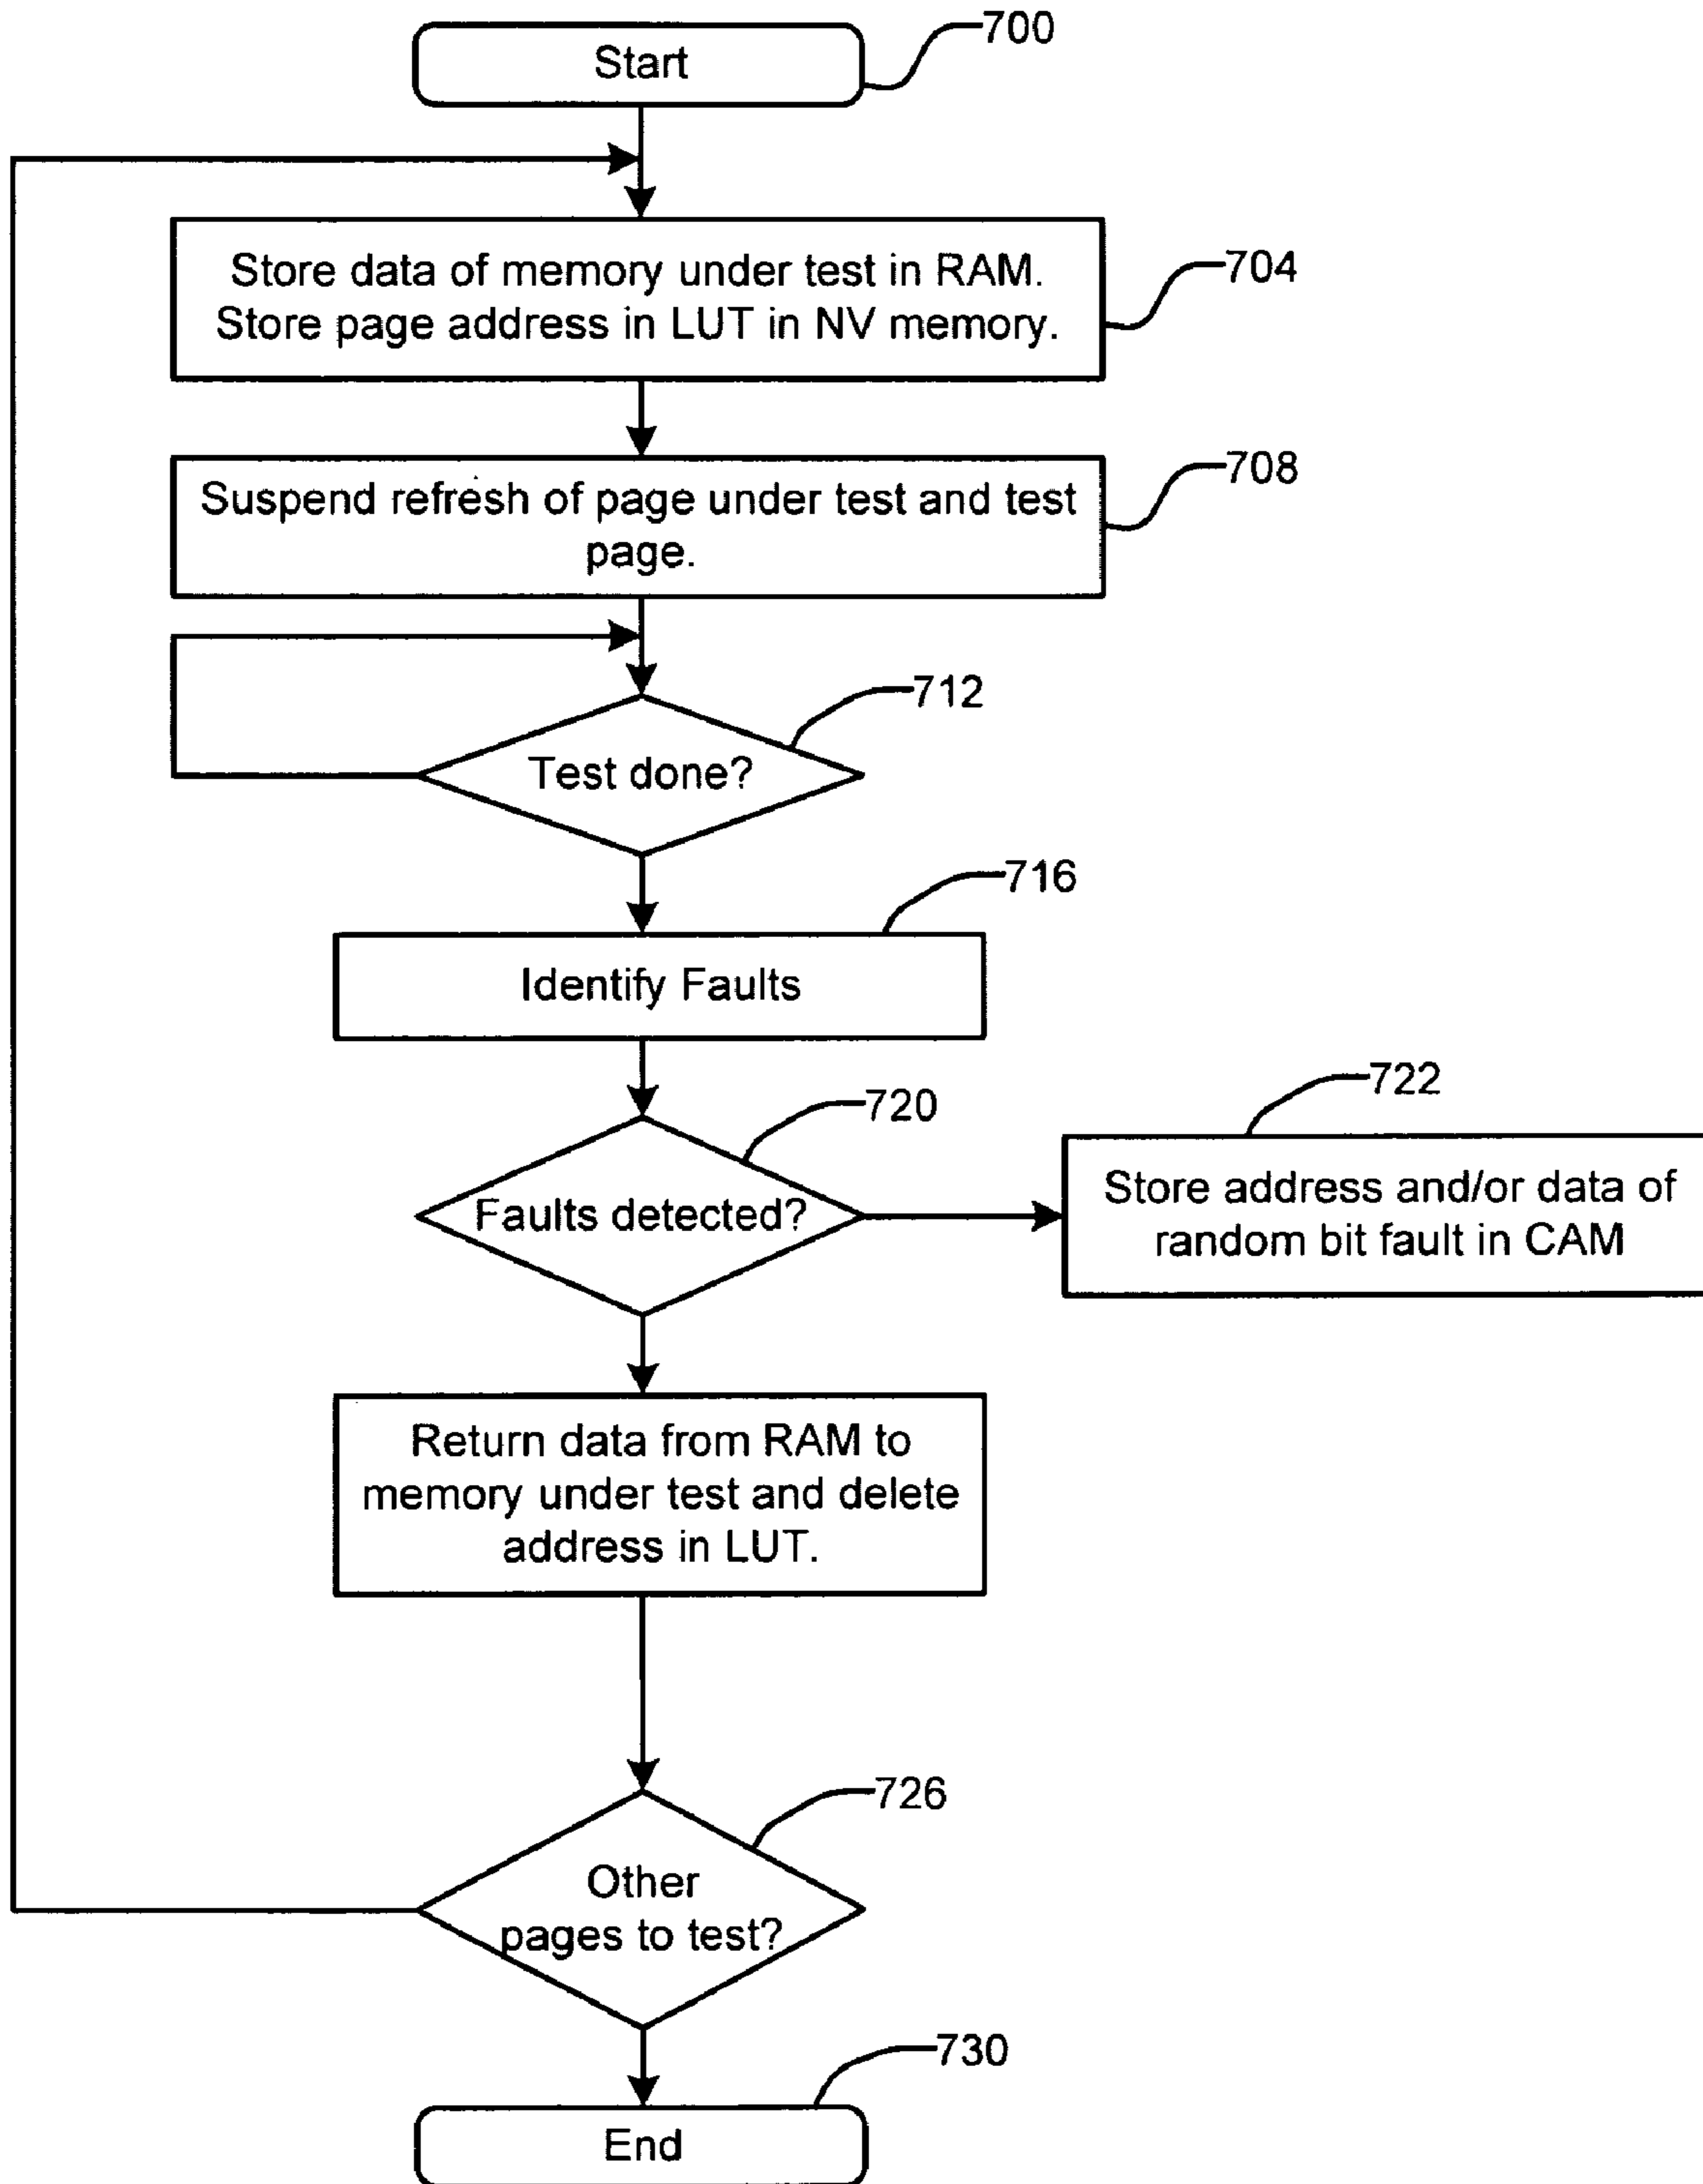 700
Start
Store data of memory under test in RAM.
Store page address in LUT in NV memory.
704
Suspend refresh of page under test and test
page.
708
712
Test done?
716
Identify Faults
720
Faults detected?
722
Store address and/or data of
random bit fault in CAM
Return data from RAM to
memory under test and delete
address in LUT.
726
Other
pages to test?
730
End